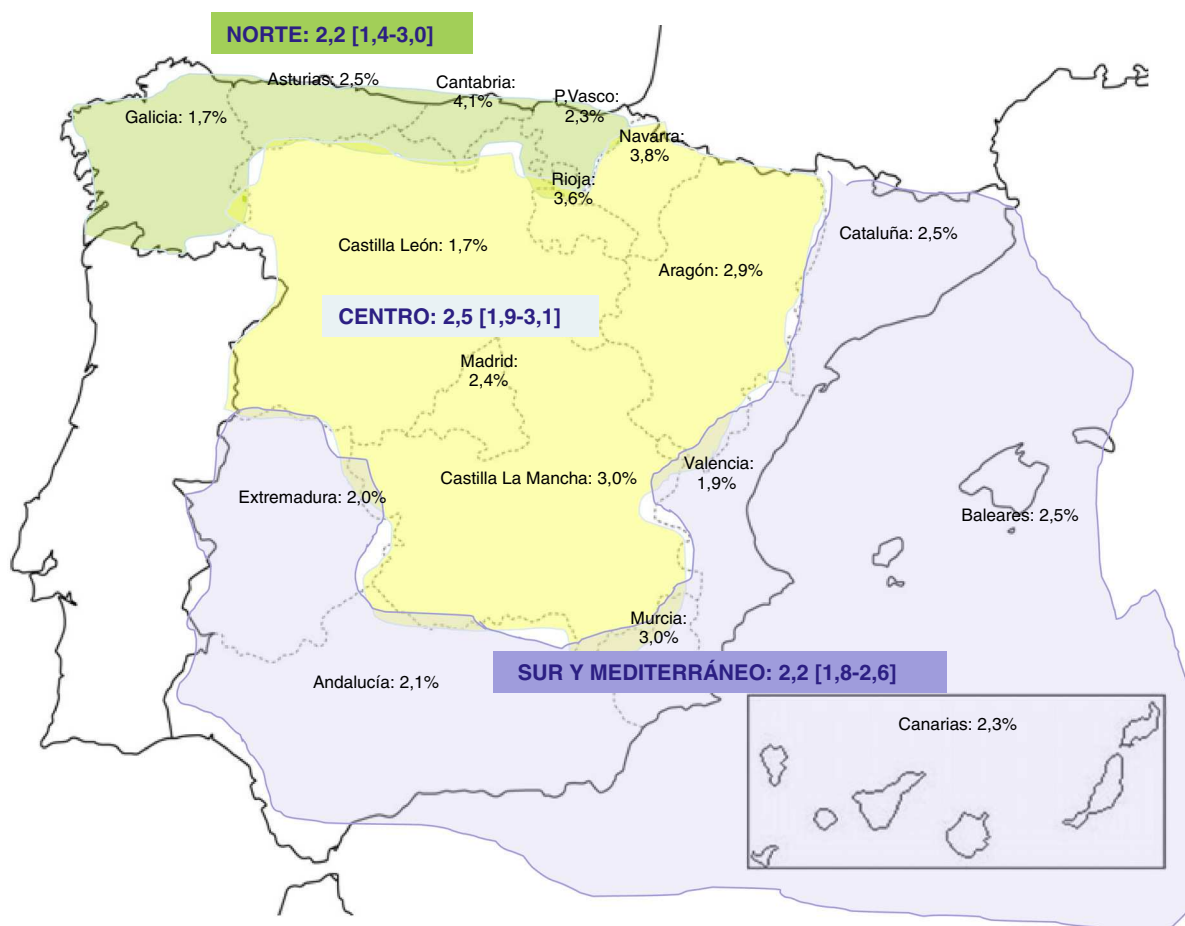 NORTE: 2,2 [1,4-3,0]
Asturias: 2,5%
Cantabria:
4,1%
P,Vasco:
2,3%
Galicia: 1,7%
Navarra:
3,8%
Rioja:
3,6%
Castilla León: 1,7%
Cataluña: 2,5%
Aragón: 2,9%
CENTRO: 2,5 [1,9-3,1]
Madrid:
2,4%
Valencia:
1,9%
Castilla La Mancha: 3,0%
Extremadura: 2,0%
Baleares: 2,5%
Murcia:
3,0%
SUR Y MEDITERRÁNEO: 2,2 [1,8-2,6]
Andalucía: 2,1%
Canarias: 2,3%